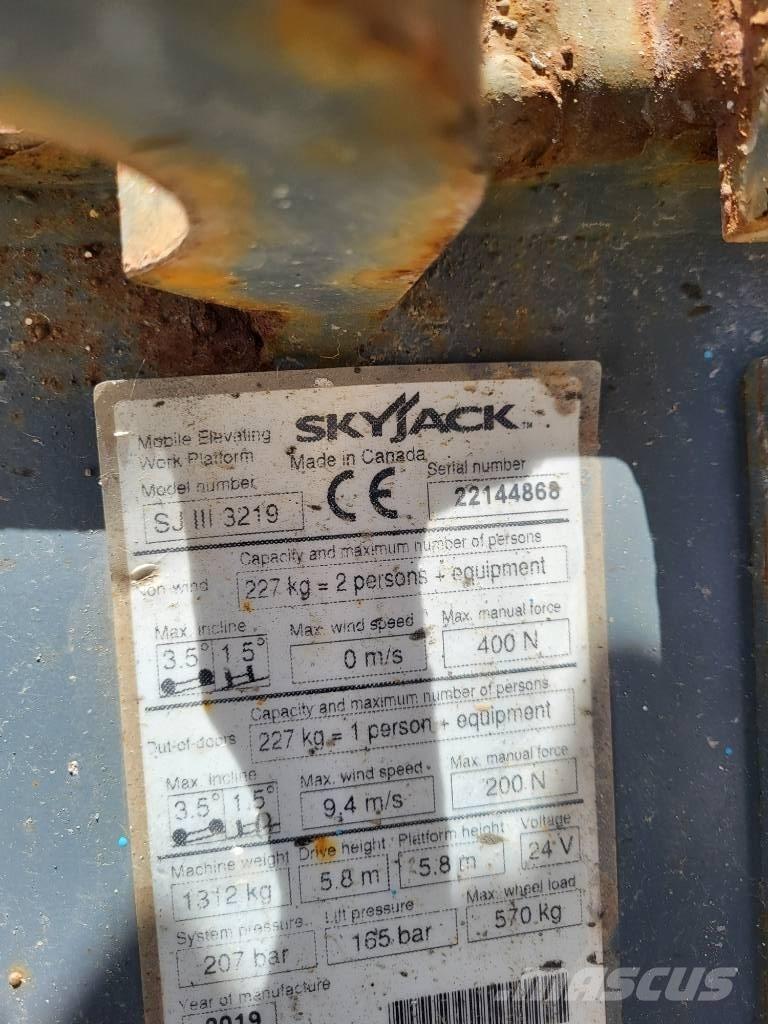 SKYJACK™
Mobile Elevating
Work Platform
Made in Canada
Model number
SJ III 3219
CE
Serial number
22144868
Capacity and maximum number of persons
Non-wind
227 kg = 2 persons + equipment
Max. incline
3.5° 1.5°
Max. wind speed
0 m/s
Max. manual force
400 N
Capacity and maximum number of persons
Out-of-doors
227 kg = 1 person + equipment
Max. incline
3.5° 1.5°
Max. wind speed
9.4 m/s
Max. manual force
200 N
Machine weight
1312 kg
Drive height
5.8 m
Platform height
5.8 m
Voltage
24 V
System pressure
207 bar
Lift pressure
165 bar
Max. wheel load
570 kg
Year of manufacture
2019
MASCUS